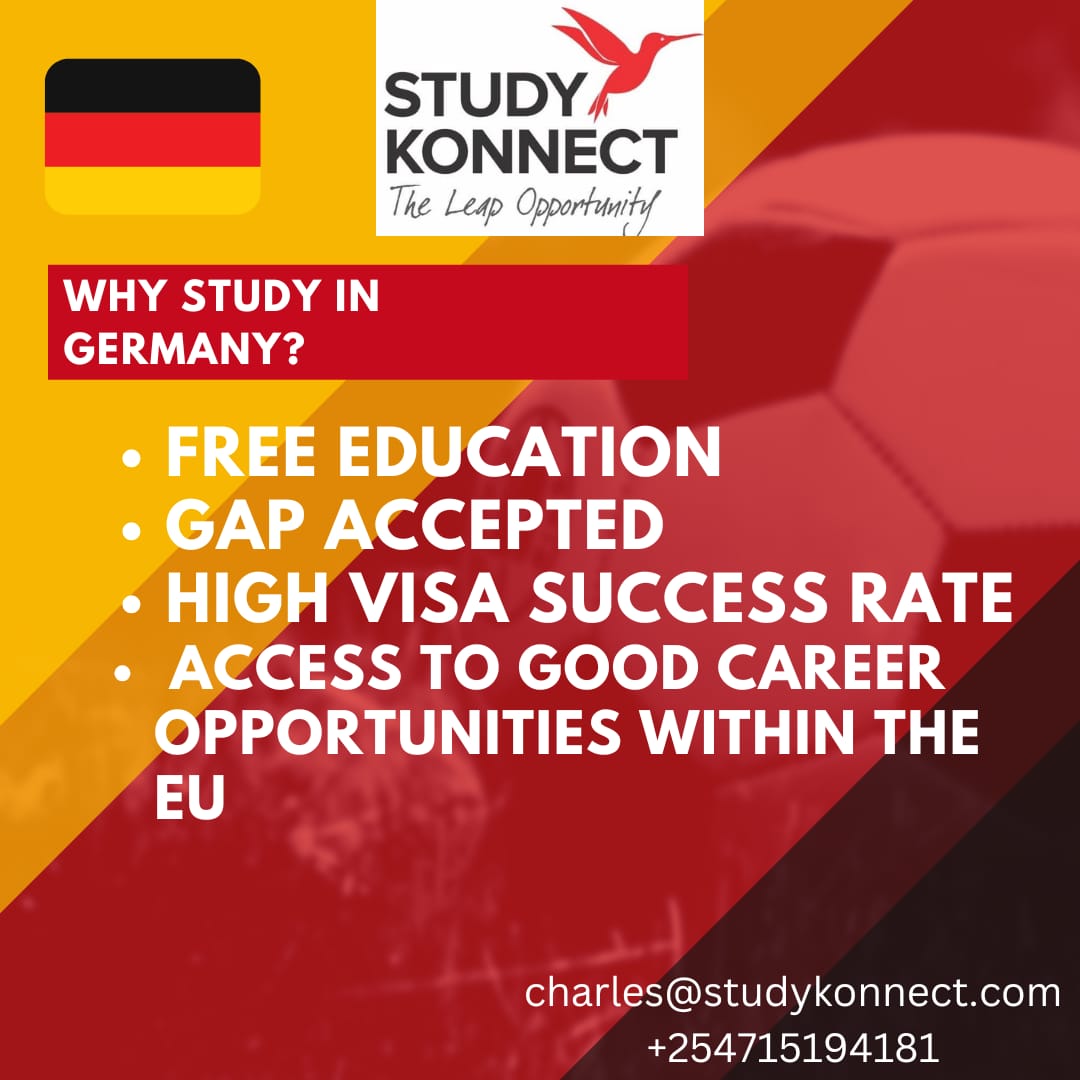 STUDY
KONNECT
The Leap Opportunity
WHY STUDY IN
GERMANY?
• FREE EDUCATION
• GAP ACCEPTED
• HIGH VISA SUCCESS RATE
• ACCESS TO GOOD CAREER
OPPORTUNITIES WITHIN THE
EU
charles@studykonnect.com
+254715194181